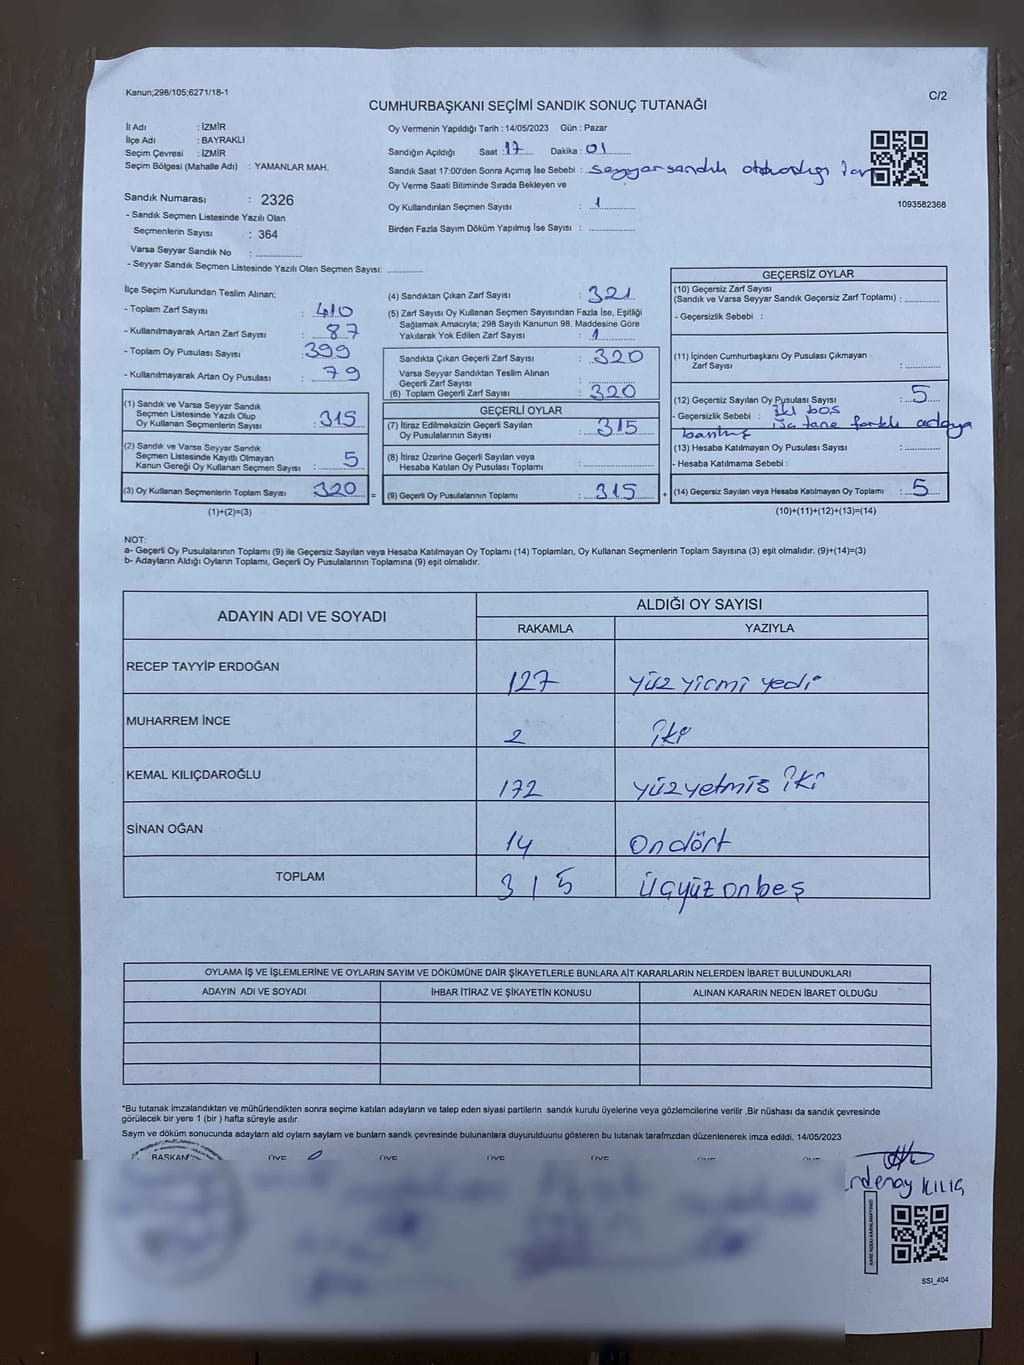 Kanun;298/105;6271/18-1
C/2
CUMHURBAŞKANI SEÇİMİ SANDIK SONUÇ TUTANAĞI
İl Adı : İZMİR
İlçe Adı : BAYRAKLI
Seçim Çevresi : İZMİR
Seçim Bölgesi (Mahalle Adı) : YAMANLAR MAH.
Sandık Numarası : 2326
- Sandık Seçmen Listesinde Yazılı Olan
Seçmenlerin Sayısı : 364
Varsa Seyyar Sandık No :
- Seyyar Sandık Seçmen Listesinde Yazılı Olan Seçmen Sayısı:
Oy Vermenin Yapıldığı Tarih : 14/05/2023 Gün : Pazar
Sandığın Açıldığı Saat : 17 Dakika : 01
Sandık Saat 17:00'den Sonra Açımış İse Sebebi : seyyar sandık
Oy Verme Saati Bitiminde Sırada Bekleyen ve
Oy Kullandırılan Seçmen Sayısı : 1
Birden Fazla Sayım Döküm Yapılmış İse Sayısı :
1093582368
İlçe Seçim Kurulundan Teslim Alınan;
- Toplam Zarf Sayısı : 410
- Kullanılmayarak Artan Zarf Sayısı : 87
- Toplam Oy Pusulası Sayısı : 399
- Kullanılmayarak Artan Oy Pusulası : 79
(1) Sandık ve Varsa Seyyar Sandık
Seçmen Listesinde Yazılı Olup
Oy Kullanan Seçmenlerin Sayısı : 315
(2) Sandık ve Varsa Seyyar Sandık
Seçmen Listesinde Kayıtlı Olmayan
Kanun Gereği Oy Kullanan Seçmen Sayısı : 5
(3) Oy Kullanan Seçmenlerin Toplam Sayısı : 320 =
(1)+(2)=(3)
(4) Sandıktan Çıkan Zarf Sayısı : 321
(5) Zarf Sayısı Oy Kullanan Seçmen Sayısından Fazla İse, Eşitliği
Sağlamak Amacıyla; 298 Sayılı Kanunun 98. Maddesine Göre
Yakılarak Yok Edilen Zarf Sayısı : 1
Sandıkta Çıkan Geçerli Zarf Sayısı : 320
Varsa Seyyar Sandıktan Teslim Alınan
Geçerli Zarf Sayısı :
(6) Toplam Geçerli Zarf Sayısı : 320
GEÇERLİ OYLAR
(7) İtiraz Edilmeksizin Geçerli Sayılan
Oy Pusulalarının Sayısı : 315
(8) İtiraz Üzerine Geçerli Sayılan veya
Hesaba Katılan Oy Pusulası Toplamı :
(9) Geçerli Oy Pusulalarının Toplamı : 315 +
GEÇERSİZ OYLAR
(10) Geçersiz Zarf Sayısı
(Sandık ve Varsa Seyyar Sandık Geçersiz Zarf Toplamı) :
- Geçersizlik Sebebi :
(11) İçinden Cumhurbaşkanı Oy Pusulası Çıkmayan
Zarf Sayısı :
(12) Geçersiz Sayılan Oy Pusulası Sayısı : 5
- Geçersizlik Sebebi : iki boş
tane farklı adaya
(13) Hesaba Katılmayan Oy Pusulası Sayısı :
- Hesaba Katılmama Sebebi :
(14) Geçersiz Sayılan veya Hesaba Katılmayan Oy Toplamı : 5
(10)+(11)+(12)+(13)=(14)
NOT:
a- Geçerli Oy Pusulalarının Toplamı (9) ile Geçersiz Sayılan veya Hesaba Katılmayan Oy Toplamı (14) Toplamları, Oy Kullanan Seçmenlerin Toplam Sayısına (3) eşit olmalıdır. (9)+(14)=(3)
b- Adayların Aldığı Oyların Toplamı, Geçerli Oy Pusulalarının Toplamına (9) eşit olmalıdır.
ADAYIN ADI VE SOYADI
ALDIĞI OY SAYISI
RAKAMLA YAZIYLA
RECEP TAYYİP ERDOĞAN 127 yüz yirmi yedi
MUHARREM İNCE 2 iki
KEMAL KILIÇDAROĞLU 172 yüzyetmiş iki
SİNAN OĞAN 14 Ondört
TOPLAM 315 üçyüz onbeş
OYLAMA İŞ VE İŞLEMLERİNE VE OYLARIN SAYIM VE DÖKÜMÜNE DAİR ŞİKAYETLERLE BUNLARA AİT KARARLARIN NELERDEN İBARET BULUNDUKLARI
ADAYIN ADI VE SOYADI İHBAR İTİRAZ VE ŞİKAYETİN KONUSU ALINAN KARARIN NEDEN İBARET OLDUĞU
*Bu tutanak imzalandıktan ve mühürlendikten sonra seçime katılan adayların ve talep eden siyasi partilerin sandık kurulu üyelerine veya gözlemcilerine verilir .Bir nüshası da sandık çevresinde
görülecek bir yere 1 (bir ) hafta süreyle asılır.
Sayım ve döküm sonucunda adayların ald oyların sayların ve bunların sandk çevresinde bulunanlara duyurulduunu gösteren bu tutanak tarafmzdan düzenlenerek imza edildi. 14/05/2023
BAŞKAN ÜYE ÜYE ÜYE ÜYE ÜYE
KILIÇ
SSI_404